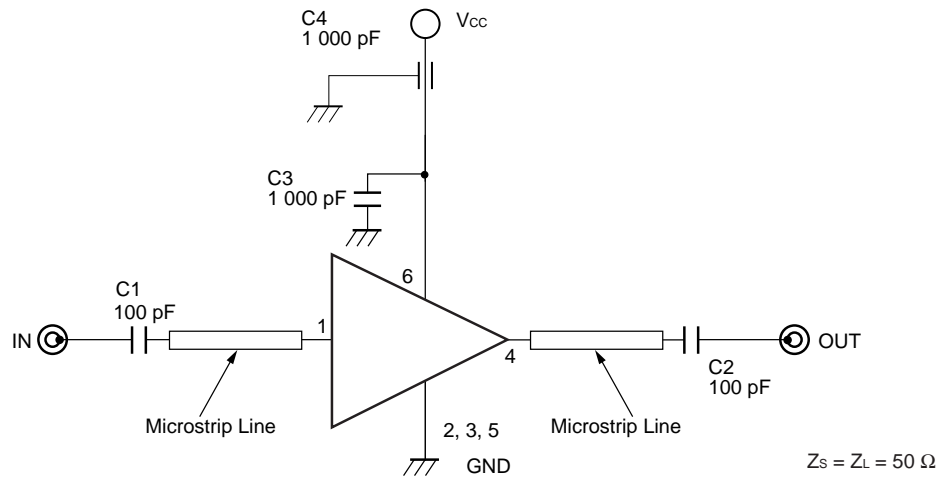 C4
1 000 pF
VCC
C3
1 000 pF
6
C1
100 pF
IN
1
4
OUT
C2
100 pF
Microstrip Line
Microstrip Line
2, 3, 5
GND
ZS = ZL = 50 Ω